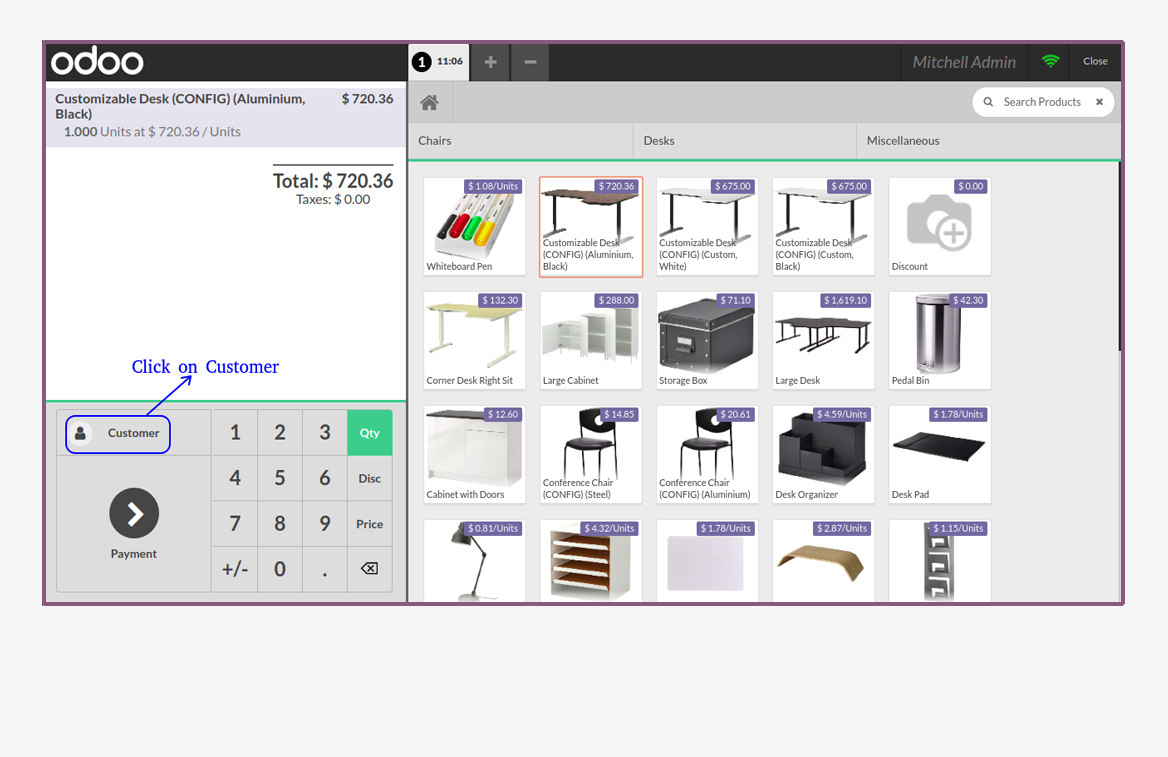 odoo
1 11:06
+
−
Mitchell Admin
Close
Customizable Desk (CONFIG) (Aluminium, Black) $ 720.36
1.000 Units at $ 720.36 / Units
Total: $ 720.36
Taxes: $ 0.00
Click on Customer
Customer
1 2 3 Qty
4 5 6 Disc
7 8 9 Price
+/- 0 .
Payment
Search Products
Chairs
Desks
Miscellaneous
$ 1.08/Units
Whiteboard Pen
$ 720.36
Customizable Desk
(CONFIG) (Aluminium,
Black)
$ 675.00
Customizable Desk
(CONFIG) (Custom,
White)
$ 675.00
Customizable Desk
(CONFIG) (Custom,
Black)
$ 0.00
Discount
$ 132.30
Corner Desk Right Sit
$ 288.00
Large Cabinet
$ 71.10
Storage Box
$ 1,619.10
Large Desk
$ 42.30
Pedal Bin
$ 12.60
Cabinet with Doors
$ 14.85
Conference Chair
(CONFIG) (Steel)
$ 20.61
Conference Chair
(CONFIG) (Aluminium)
$ 4.59/Units
Desk Organizer
$ 1.78/Units
Desk Pad
$ 0.81/Units
$ 4.32/Units
$ 1.78/Units
$ 2.87/Units
$ 1.15/Units